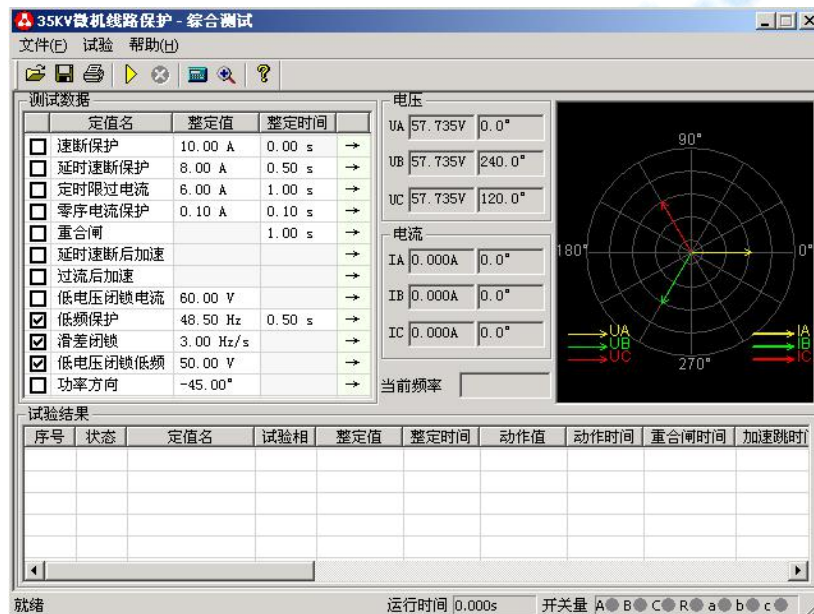 35KV微机线路保护 - 综合测试
文件(F) 试验 帮助(H)
测试数据
定值名 整定值 整定时间
速断保护 10.00 A 0.00 s →
延时速断保护 8.00 A 0.50 s →
定时限过电流 6.00 A 1.00 s →
零序电流保护 0.10 A 0.10 s →
重合闸 1.00 s →
延时速断后加速 →
过流后加速 →
低电压闭锁电流 60.00 V →
低频保护 48.50 Hz 0.50 s →
滑差闭锁 3.00 Hz/s →
低电压闭锁低频 50.00 V →
功率方向 -45.00° →
电压
UA 57.735V 0.0°
UB 57.735V 240.0°
UC 57.735V 120.0°
电流
IA 0.000A 0.0°
IB 0.000A 0.0°
IC 0.000A 0.0°
当前频率
90°
180° 0°
270°
UA IA
UB IB
UC IC
试验结果
序号 状态 定值名 试验相 整定值 整定时间 动作值 动作时间 重合闸时间 加速跳时
就绪 运行时间 0.000s 开关量 A B C R a b c